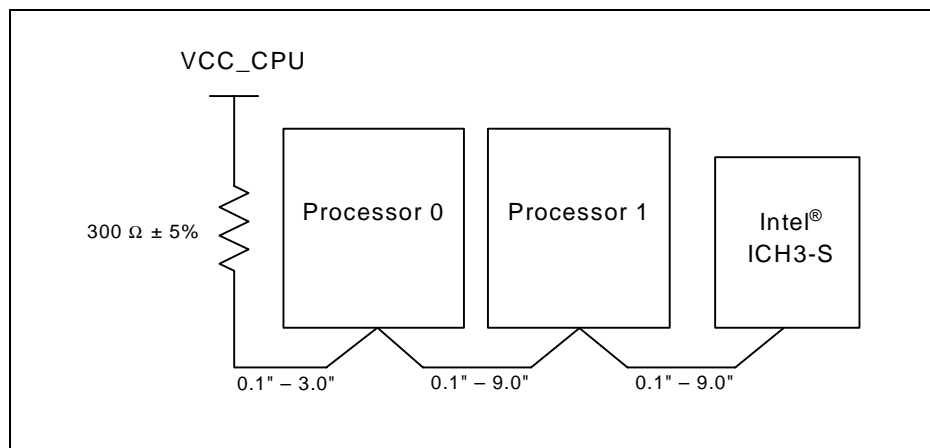 VCC_CPU
Processor 0
Processor 1
Intel®
ICH3-S
300 Ω ± 5%
0.1" – 3.0"
0.1" – 9.0"
0.1" – 9.0"